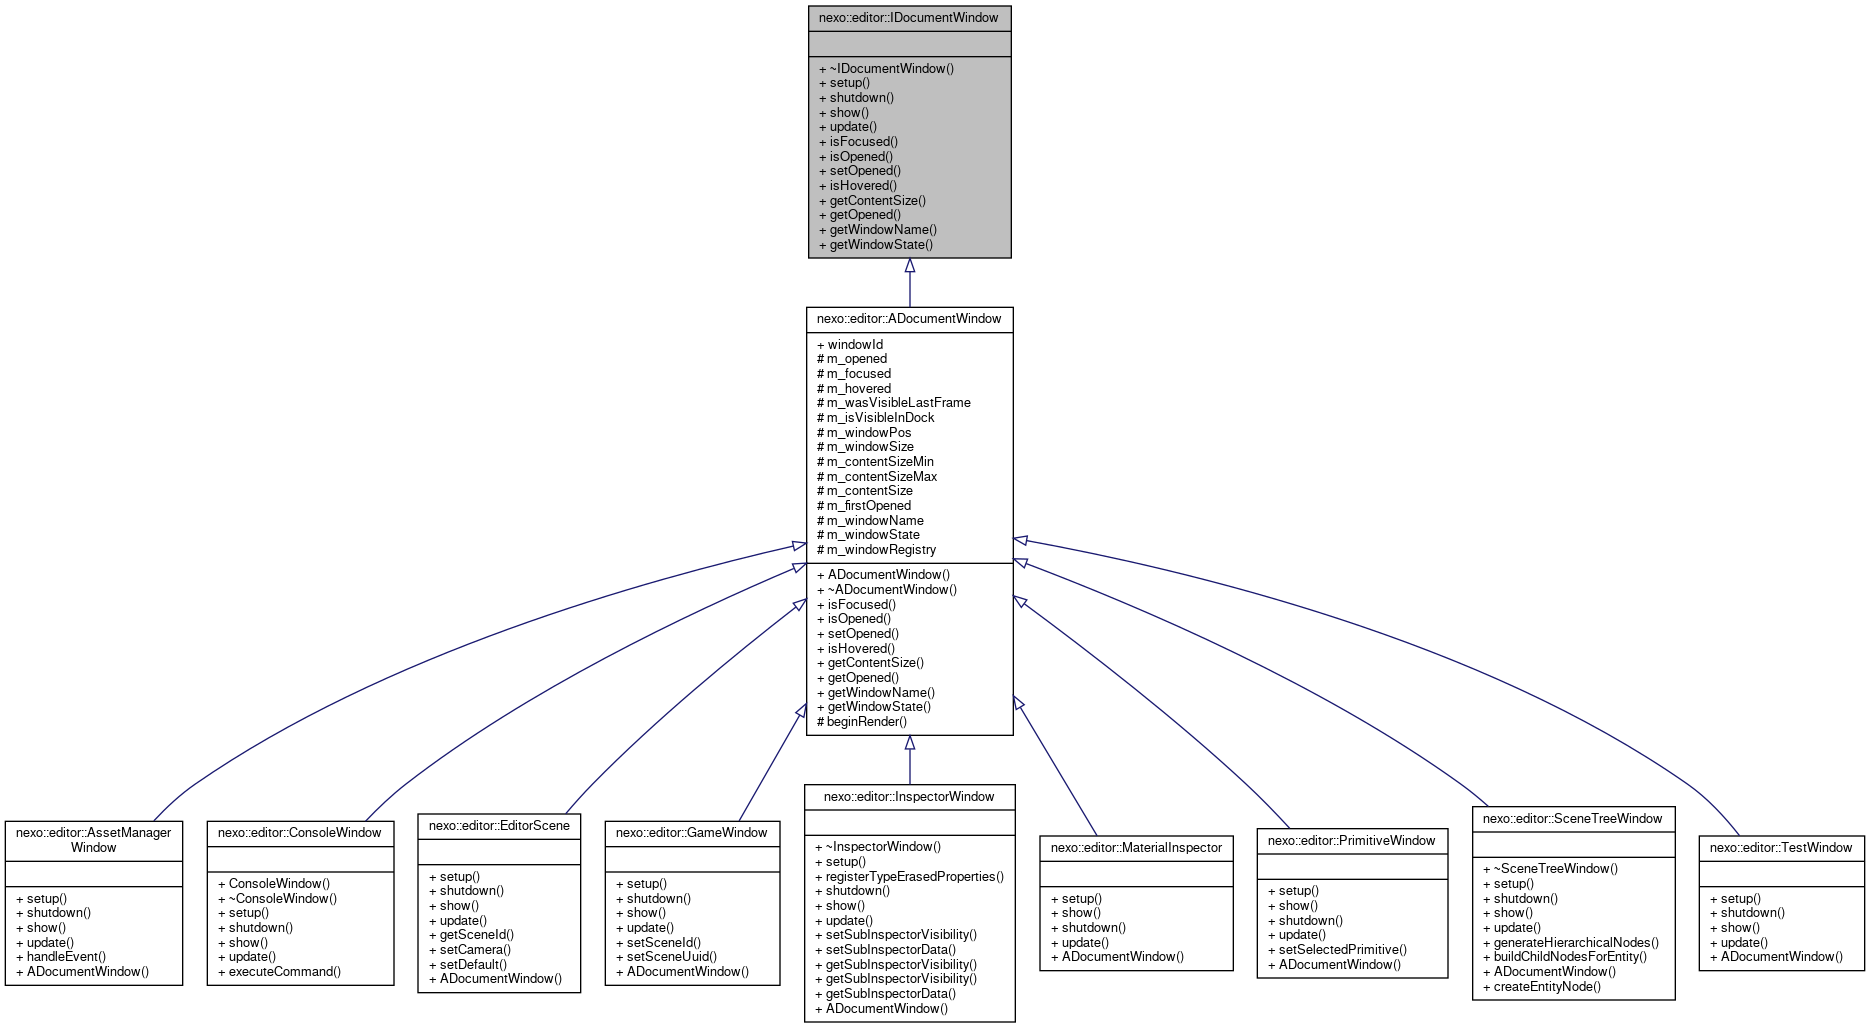 nexo::editor::IDocumentWindow
+ ~IDocumentWindow()
+ setup()
+ shutdown()
+ show()
+ update()
+ isFocused()
+ isOpened()
+ setOpened()
+ isHovered()
+ getContentSize()
+ getOpened()
+ getWindowName()
+ getWindowState()
nexo::editor::ADocumentWindow
+ windowId
# m_opened
# m_focused
# m_hovered
# m_wasVisibleLastFrame
# m_isVisibleInDock
# m_windowPos
# m_windowSize
# m_contentSizeMin
# m_contentSizeMax
# m_contentSize
# m_firstOpened
# m_windowName
# m_windowState
# m_windowRegistry
+ ADocumentWindow()
+ ~ADocumentWindow()
+ isFocused()
+ isOpened()
+ setOpened()
+ isHovered()
+ getContentSize()
+ getOpened()
+ getWindowName()
+ getWindowState()
# beginRender()
nexo::editor::AssetManager
Window
+ setup()
+ shutdown()
+ show()
+ update()
+ handleEvent()
+ ADocumentWindow()
nexo::editor::ConsoleWindow
+ ConsoleWindow()
+ ~ConsoleWindow()
+ setup()
+ shutdown()
+ show()
+ update()
+ executeCommand()
nexo::editor::EditorScene
+ setup()
+ shutdown()
+ show()
+ update()
+ getSceneId()
+ setCamera()
+ setDefault()
+ ADocumentWindow()
nexo::editor::GameWindow
+ setup()
+ shutdown()
+ show()
+ update()
+ setSceneId()
+ setSceneUuid()
+ ADocumentWindow()
nexo::editor::InspectorWindow
+ ~InspectorWindow()
+ setup()
+ registerTypeErasedProperties()
+ shutdown()
+ show()
+ update()
+ setSubInspectorVisibility()
+ setSubInspectorData()
+ getSubInspectorVisibility()
+ getSubInspectorVisibility()
+ getSubInspectorData()
+ ADocumentWindow()
nexo::editor::MaterialInspector
+ setup()
+ show()
+ shutdown()
+ update()
+ ADocumentWindow()
nexo::editor::PrimitiveWindow
+ setup()
+ show()
+ shutdown()
+ update()
+ setSelectedPrimitive()
+ ADocumentWindow()
nexo::editor::SceneTreeWindow
+ ~SceneTreeWindow()
+ setup()
+ shutdown()
+ show()
+ update()
+ generateHierarchicalNodes()
+ buildChildNodesForEntity()
+ ADocumentWindow()
+ createEntityNode()
nexo::editor::TestWindow
+ setup()
+ shutdown()
+ show()
+ update()
+ ADocumentWindow()